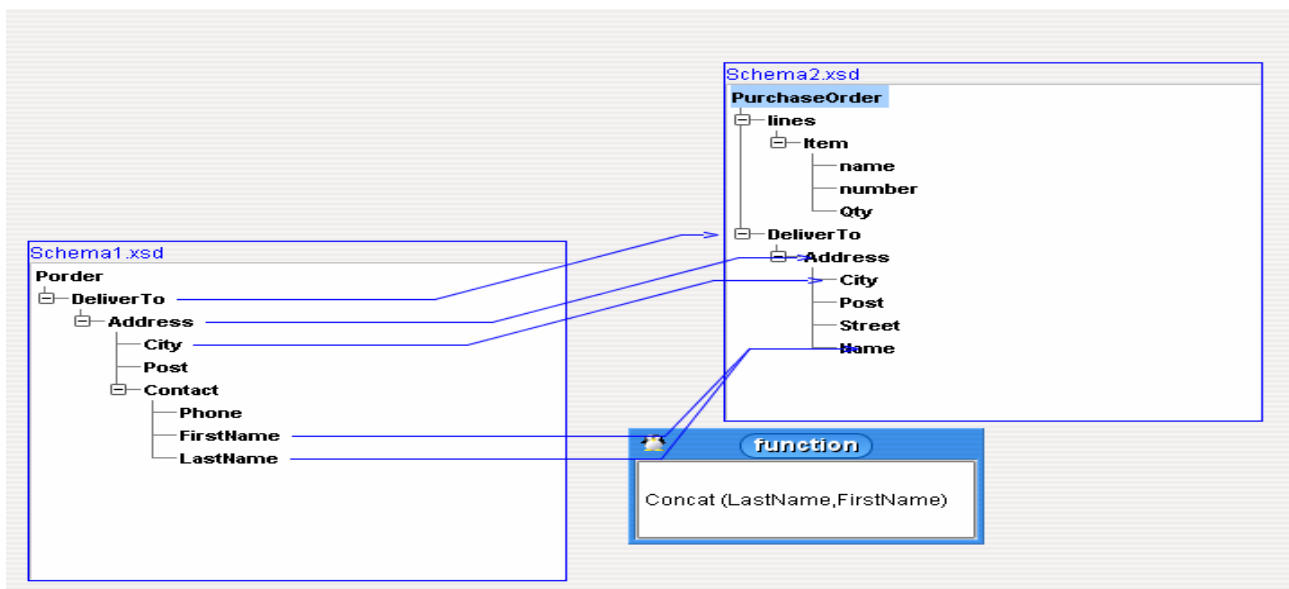 Schema2.xsd
PurchaseOrder
lines
Item
name
number
Qty
DeliverTo
Address
City
Post
Street
Name
Schema1.xsd
Porder
DeliverTo
Address
City
Post
Contact
Phone
FirstName
LastName
function
Concat (LastName,FirstName)